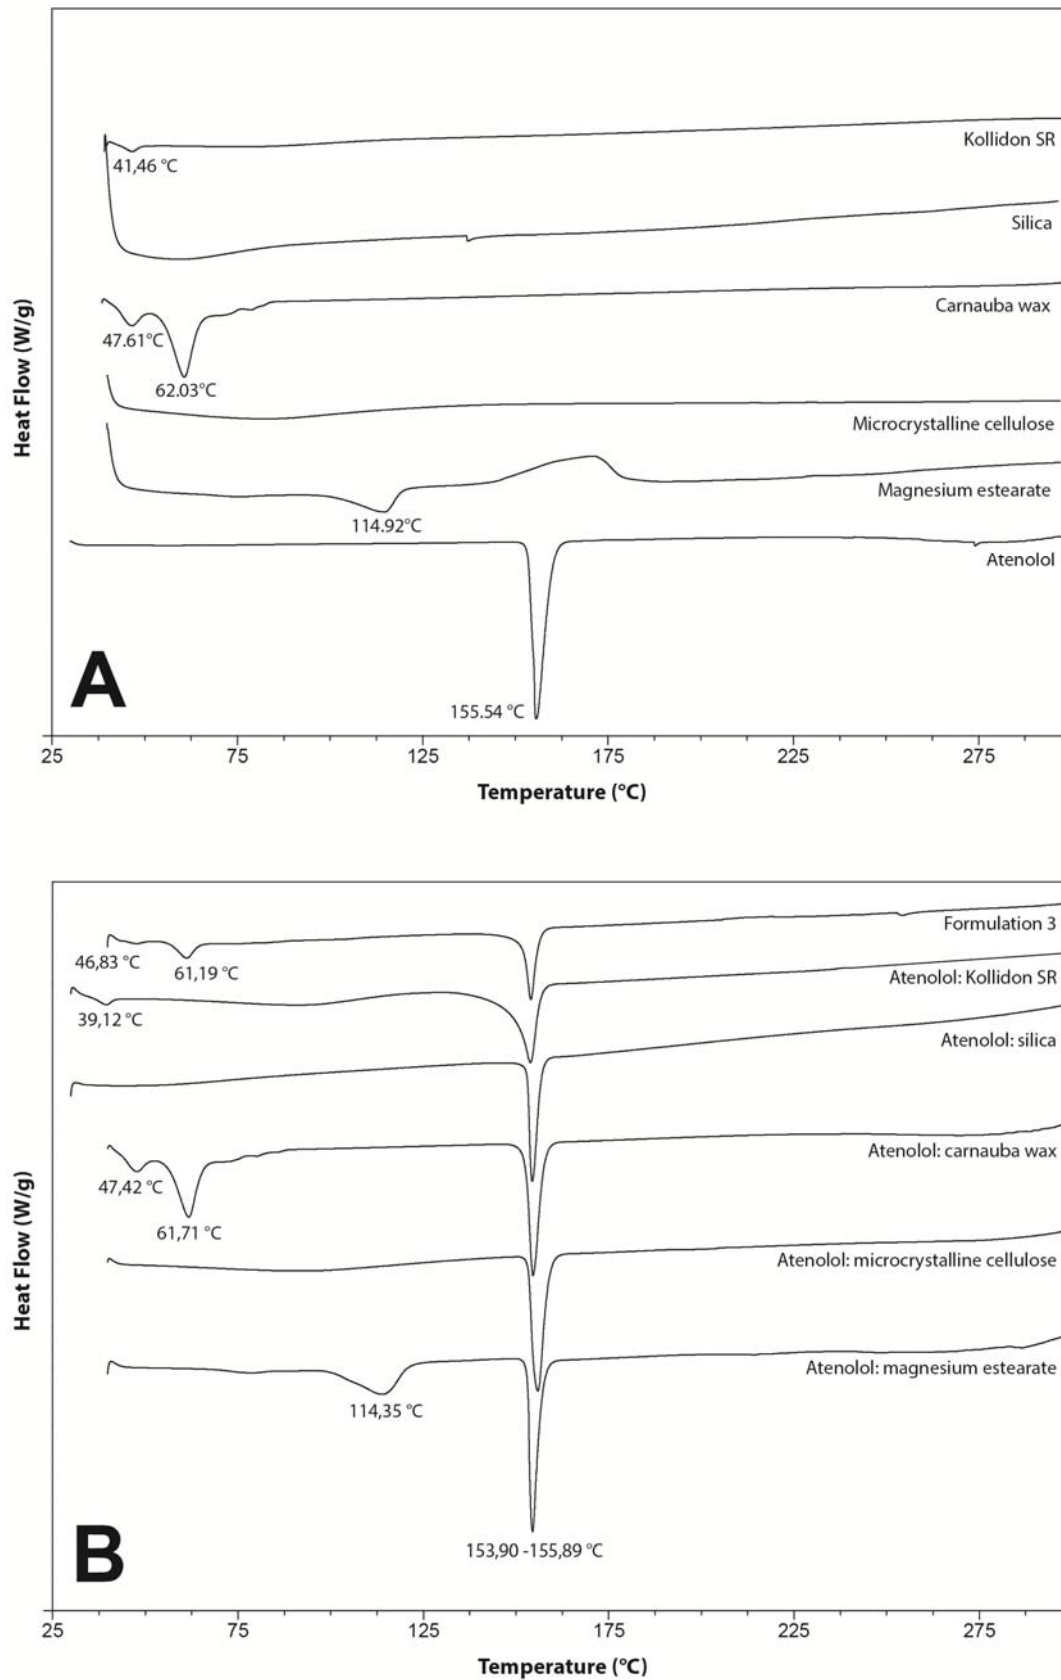 Kollidon SR
41,46 °C
Silica
Carnauba wax
47.61°C
62.03°C
Microcrystalline cellulose
Magnesium estearate
114.92°C
Atenolol
A
155.54 °C
Heat Flow (W/g)
25 75 125 175 225 275
Temperature (°C)
Formulation 3
46,83 °C
61,19 °C
Atenolol: Kollidon SR
39,12 °C
Atenolol: silica
Atenolol: carnauba wax
47,42 °C
61,71 °C
Atenolol: microcrystalline cellulose
Atenolol: magnesium estearate
114,35 °C
B
153,90 -155,89 °C
Heat Flow (W/g)
25 75 125 175 225 275
Temperature (°C)